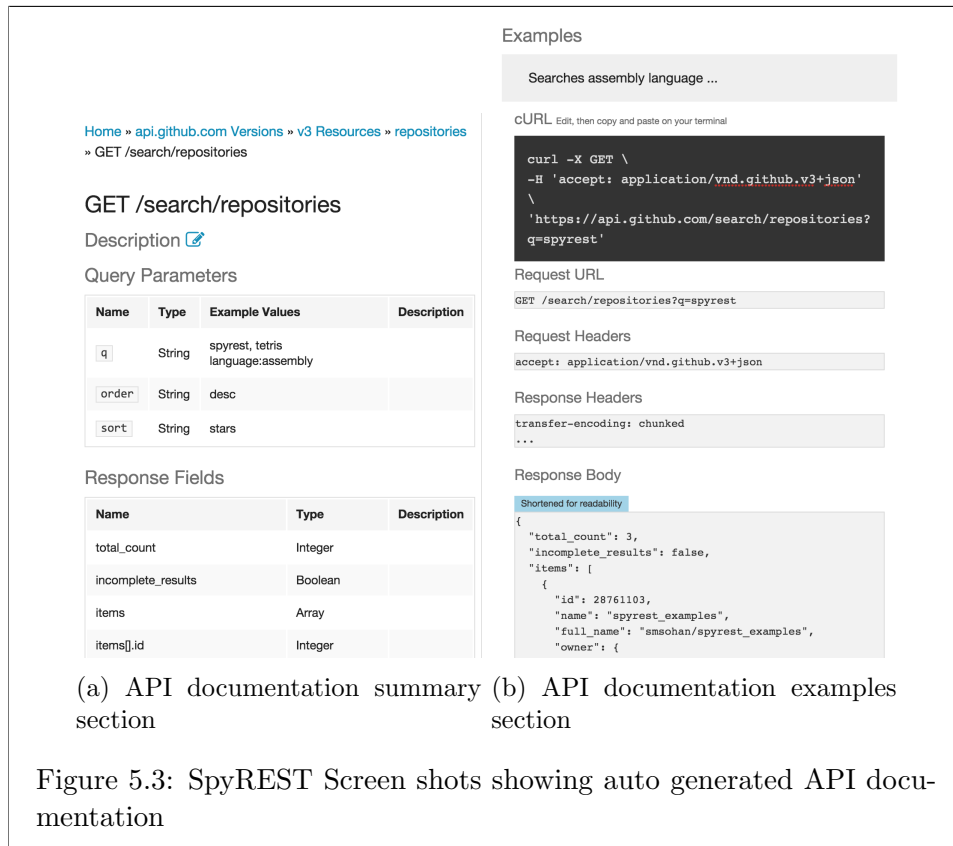 Home » api.github.com Versions » v3 Resources » repositories
» GET /search/repositories
GET /search/repositories
Description
Query Parameters
Name Type Example Values Description
q String spyrest, tetris
language:assembly
order String desc
sort String stars
Response Fields
Name Type Description
total_count Integer
incomplete_results Boolean
items Array
items[].id Integer
(a) API documentation summary
section
Examples
Searches assembly language ...
cURL Edit, then copy and paste on your terminal
curl -X GET \
-H 'accept: application/vnd.github.v3+json'
\
'https://api.github.com/search/repositories?
q=spyrest'
Request URL
GET /search/repositories?q=spyrest
Request Headers
accept: application/vnd.github.v3+json
Response Headers
transfer-encoding: chunked
...
Response Body
Shortened for readability
{
"total_count": 3,
"incomplete_results": false,
"items": [
{
"id": 28761103,
"name": "spyrest_examples",
"full_name": "smsohan/spyrest_examples",
"owner": {
(b) API documentation examples
section
Figure 5.3: SpyREST Screen shots showing auto generated API docu-
mentation